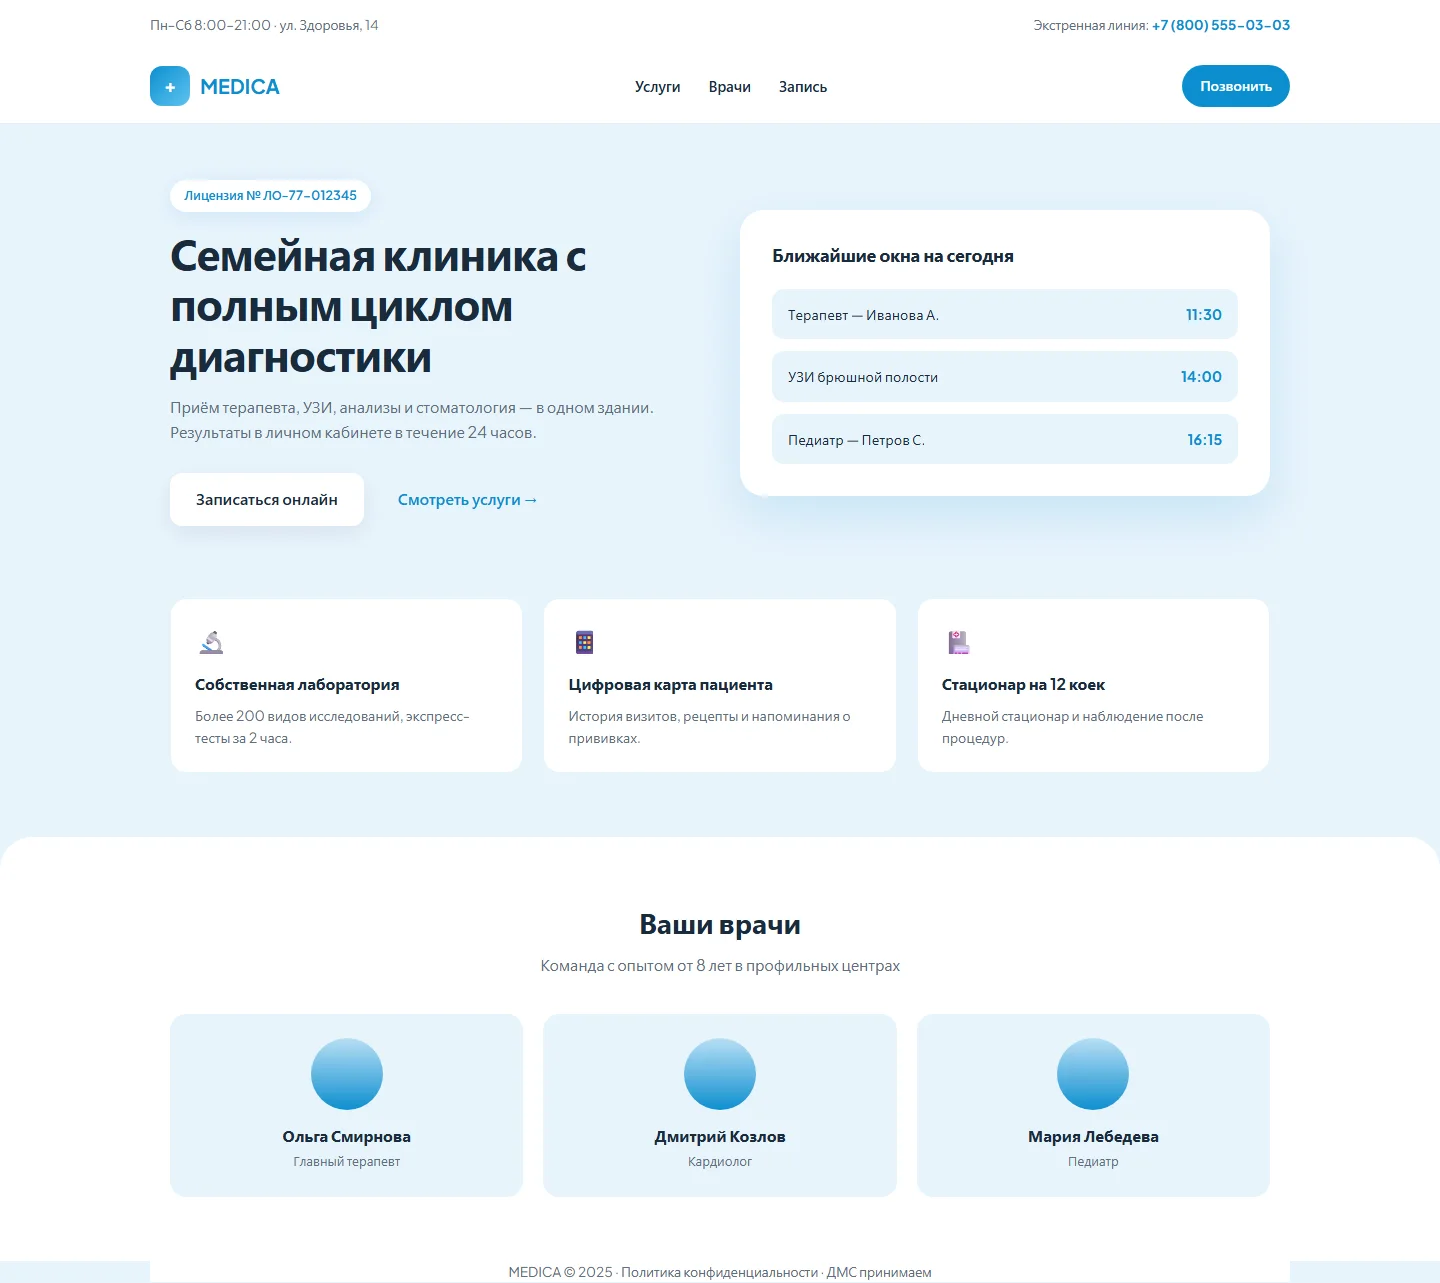 Пн–Сб 8:00–21:00 · ул. Здоровья, 14
Экстренная линия: +7 (800) 555-03-03
+ MEDICA
Услуги
Врачи
Запись
Позвонить
Лицензия № ЛО-77-012345
Семейная клиника с
полным циклом
диагностики
Приём терапевта, УЗИ, анализы и стоматология — в одном здании.
Результаты в личном кабинете в течение 24 часов.
Записаться онлайн
Смотреть услуги →
Ближайшие окна на сегодня
Терапевт — Иванова А.
11:30
УЗИ брюшной полости
14:00
Педиатр — Петров С.
16:15
Собственная лаборатория
Более 200 видов исследований, экспресс-
тесты за 2 часа.
Цифровая карта пациента
История визитов, рецепты и напоминания о
прививках.
Стационар на 12 коек
Дневной стационар и наблюдение после
процедур.
Ваши врачи
Команда с опытом от 8 лет в профильных центрах
Ольга Смирнова
Главный терапевт
Дмитрий Козлов
Кардиолог
Мария Лебедева
Педиатр
MEDICA © 2025 · Политика конфиденциальности · ДМС принимаем